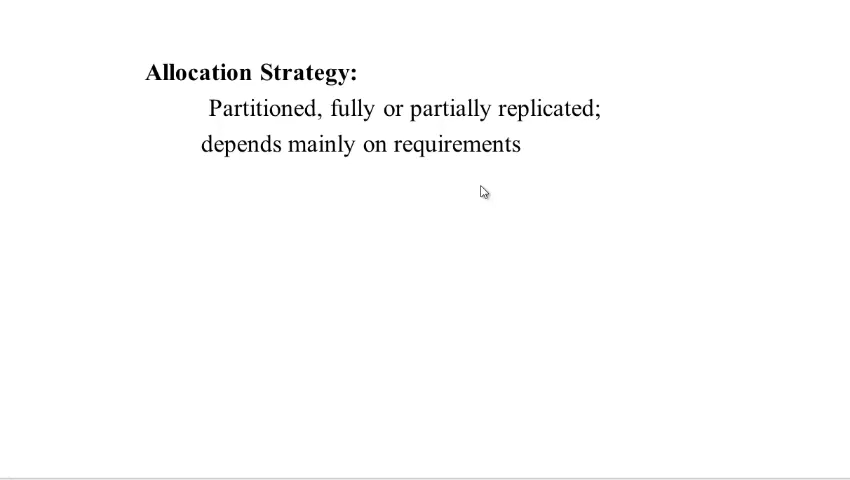 Allocation Strategy:
Partitioned, fully or partially replicated;
depends mainly on requirements